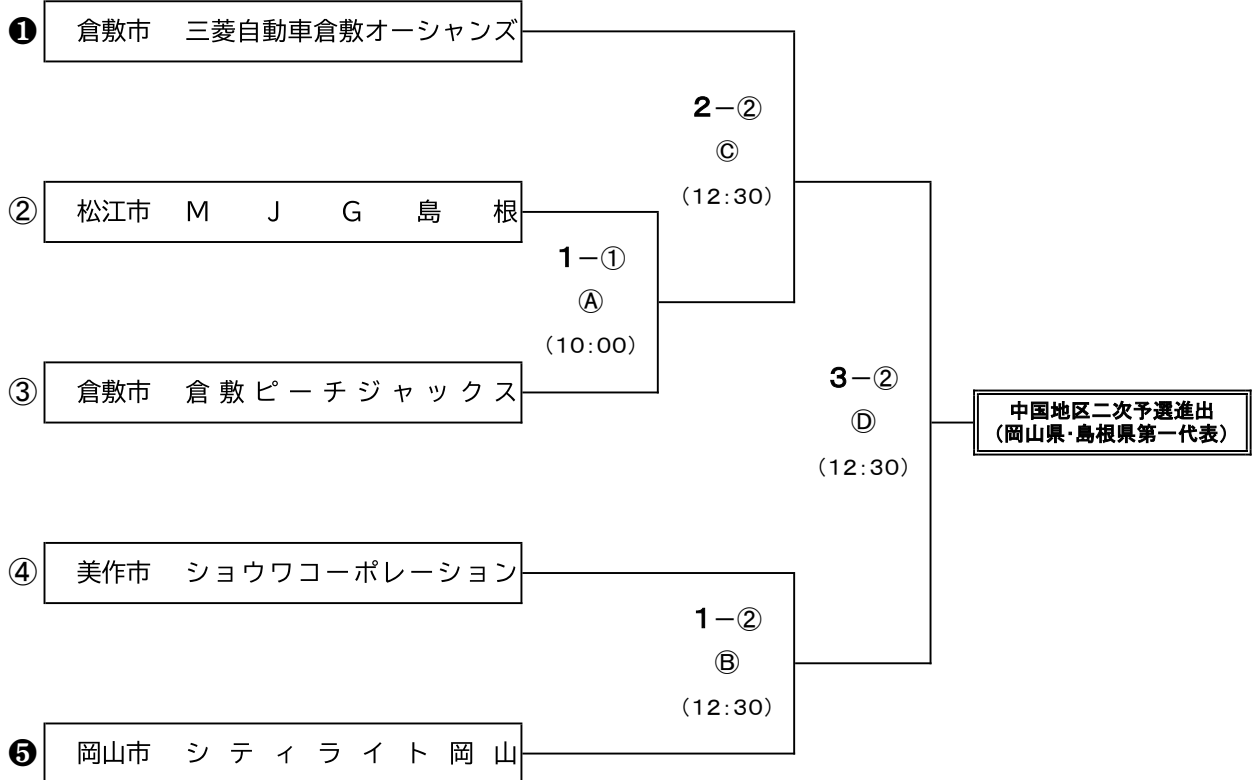 ❶ 倉敷市 三菱自動車倉敷オーシャンズ
2－②
Ⓒ
（12:30）
② 松江市 ＭＪＧ島根
1－①
Ⓐ
（10:00）
③ 倉敷市 倉敷ピーチジャックス
3－②
Ⓓ
（12:30）
中国地区二次予選進出
（岡山県･島根県第一代表）
④ 美作市 ショウワコーポレーション
1－②
Ⓑ
（12:30）
❺ 岡山市 シティライト岡山